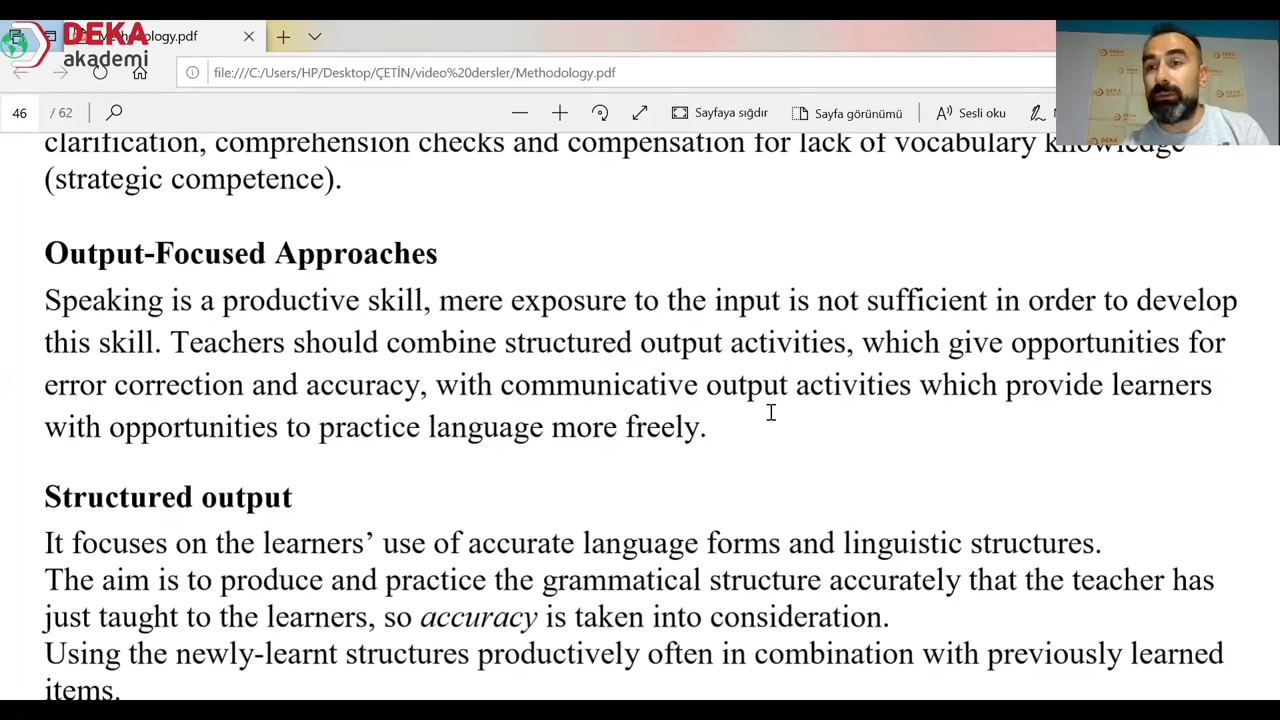 DEKA
akademi
Methodology.pdf
file:///C:/Users/HP/Desktop/ÇETİN/video%20dersler/Methodology.pdf
46 / 62 Sayfaya sığdır Sayfa görünümü Sesli oku
clarification, comprehension checks and compensation for lack of vocabulary knowledge
(strategic competence).
Output-Focused Approaches
Speaking is a productive skill, mere exposure to the input is not sufficient in order to develop
this skill. Teachers should combine structured output activities, which give opportunities for
error correction and accuracy, with communicative output activities which provide learners
with opportunities to practice language more freely.
Structured output
It focuses on the learners’ use of accurate language forms and linguistic structures.
The aim is to produce and practice the grammatical structure accurately that the teacher has
just taught to the learners, so accuracy is taken into consideration.
Using the newly-learnt structures productively often in combination with previously learned
items.